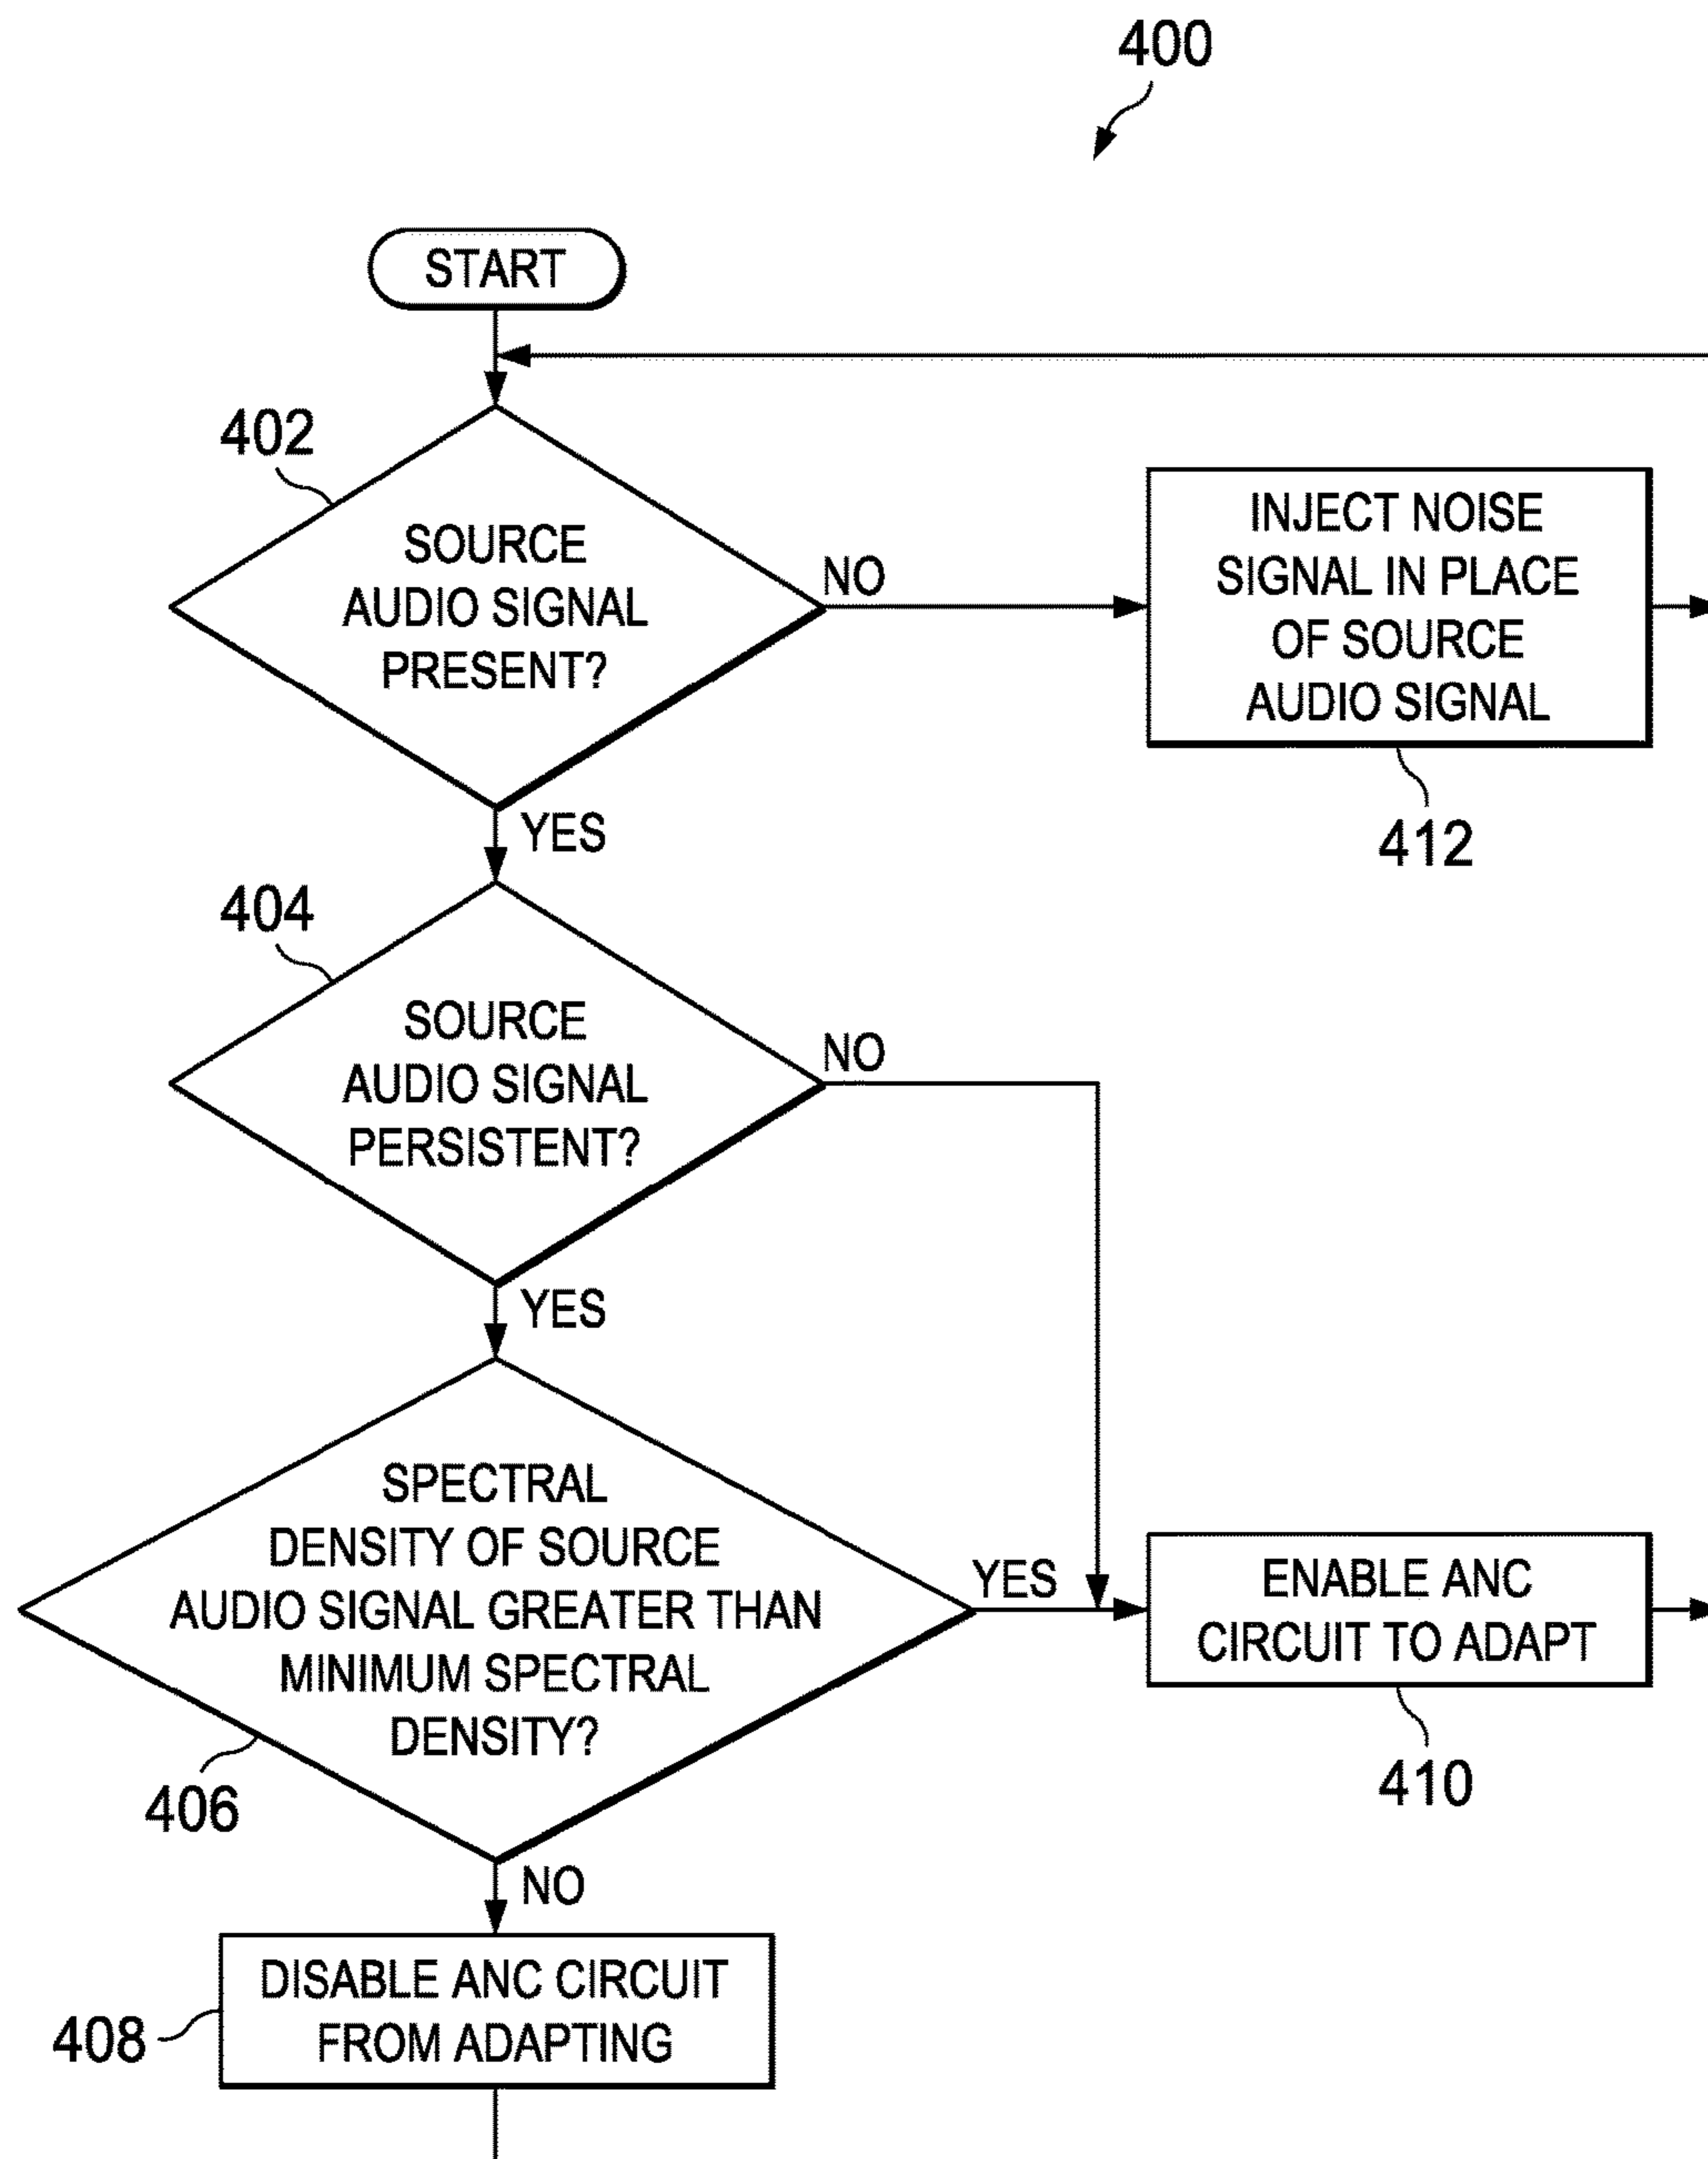 400
START
402
SOURCE
AUDIO SIGNAL
PRESENT?
NO
INJECT NOISE
SIGNAL IN PLACE
OF SOURCE
AUDIO SIGNAL
412
YES
404
SOURCE
AUDIO SIGNAL
PERSISTENT?
NO
YES
SPECTRAL
DENSITY OF SOURCE
AUDIO SIGNAL GREATER THAN
MINIMUM SPECTRAL
DENSITY?
406
YES
ENABLE ANC
CIRCUIT TO ADAPT
410
NO
DISABLE ANC CIRCUIT
FROM ADAPTING
408